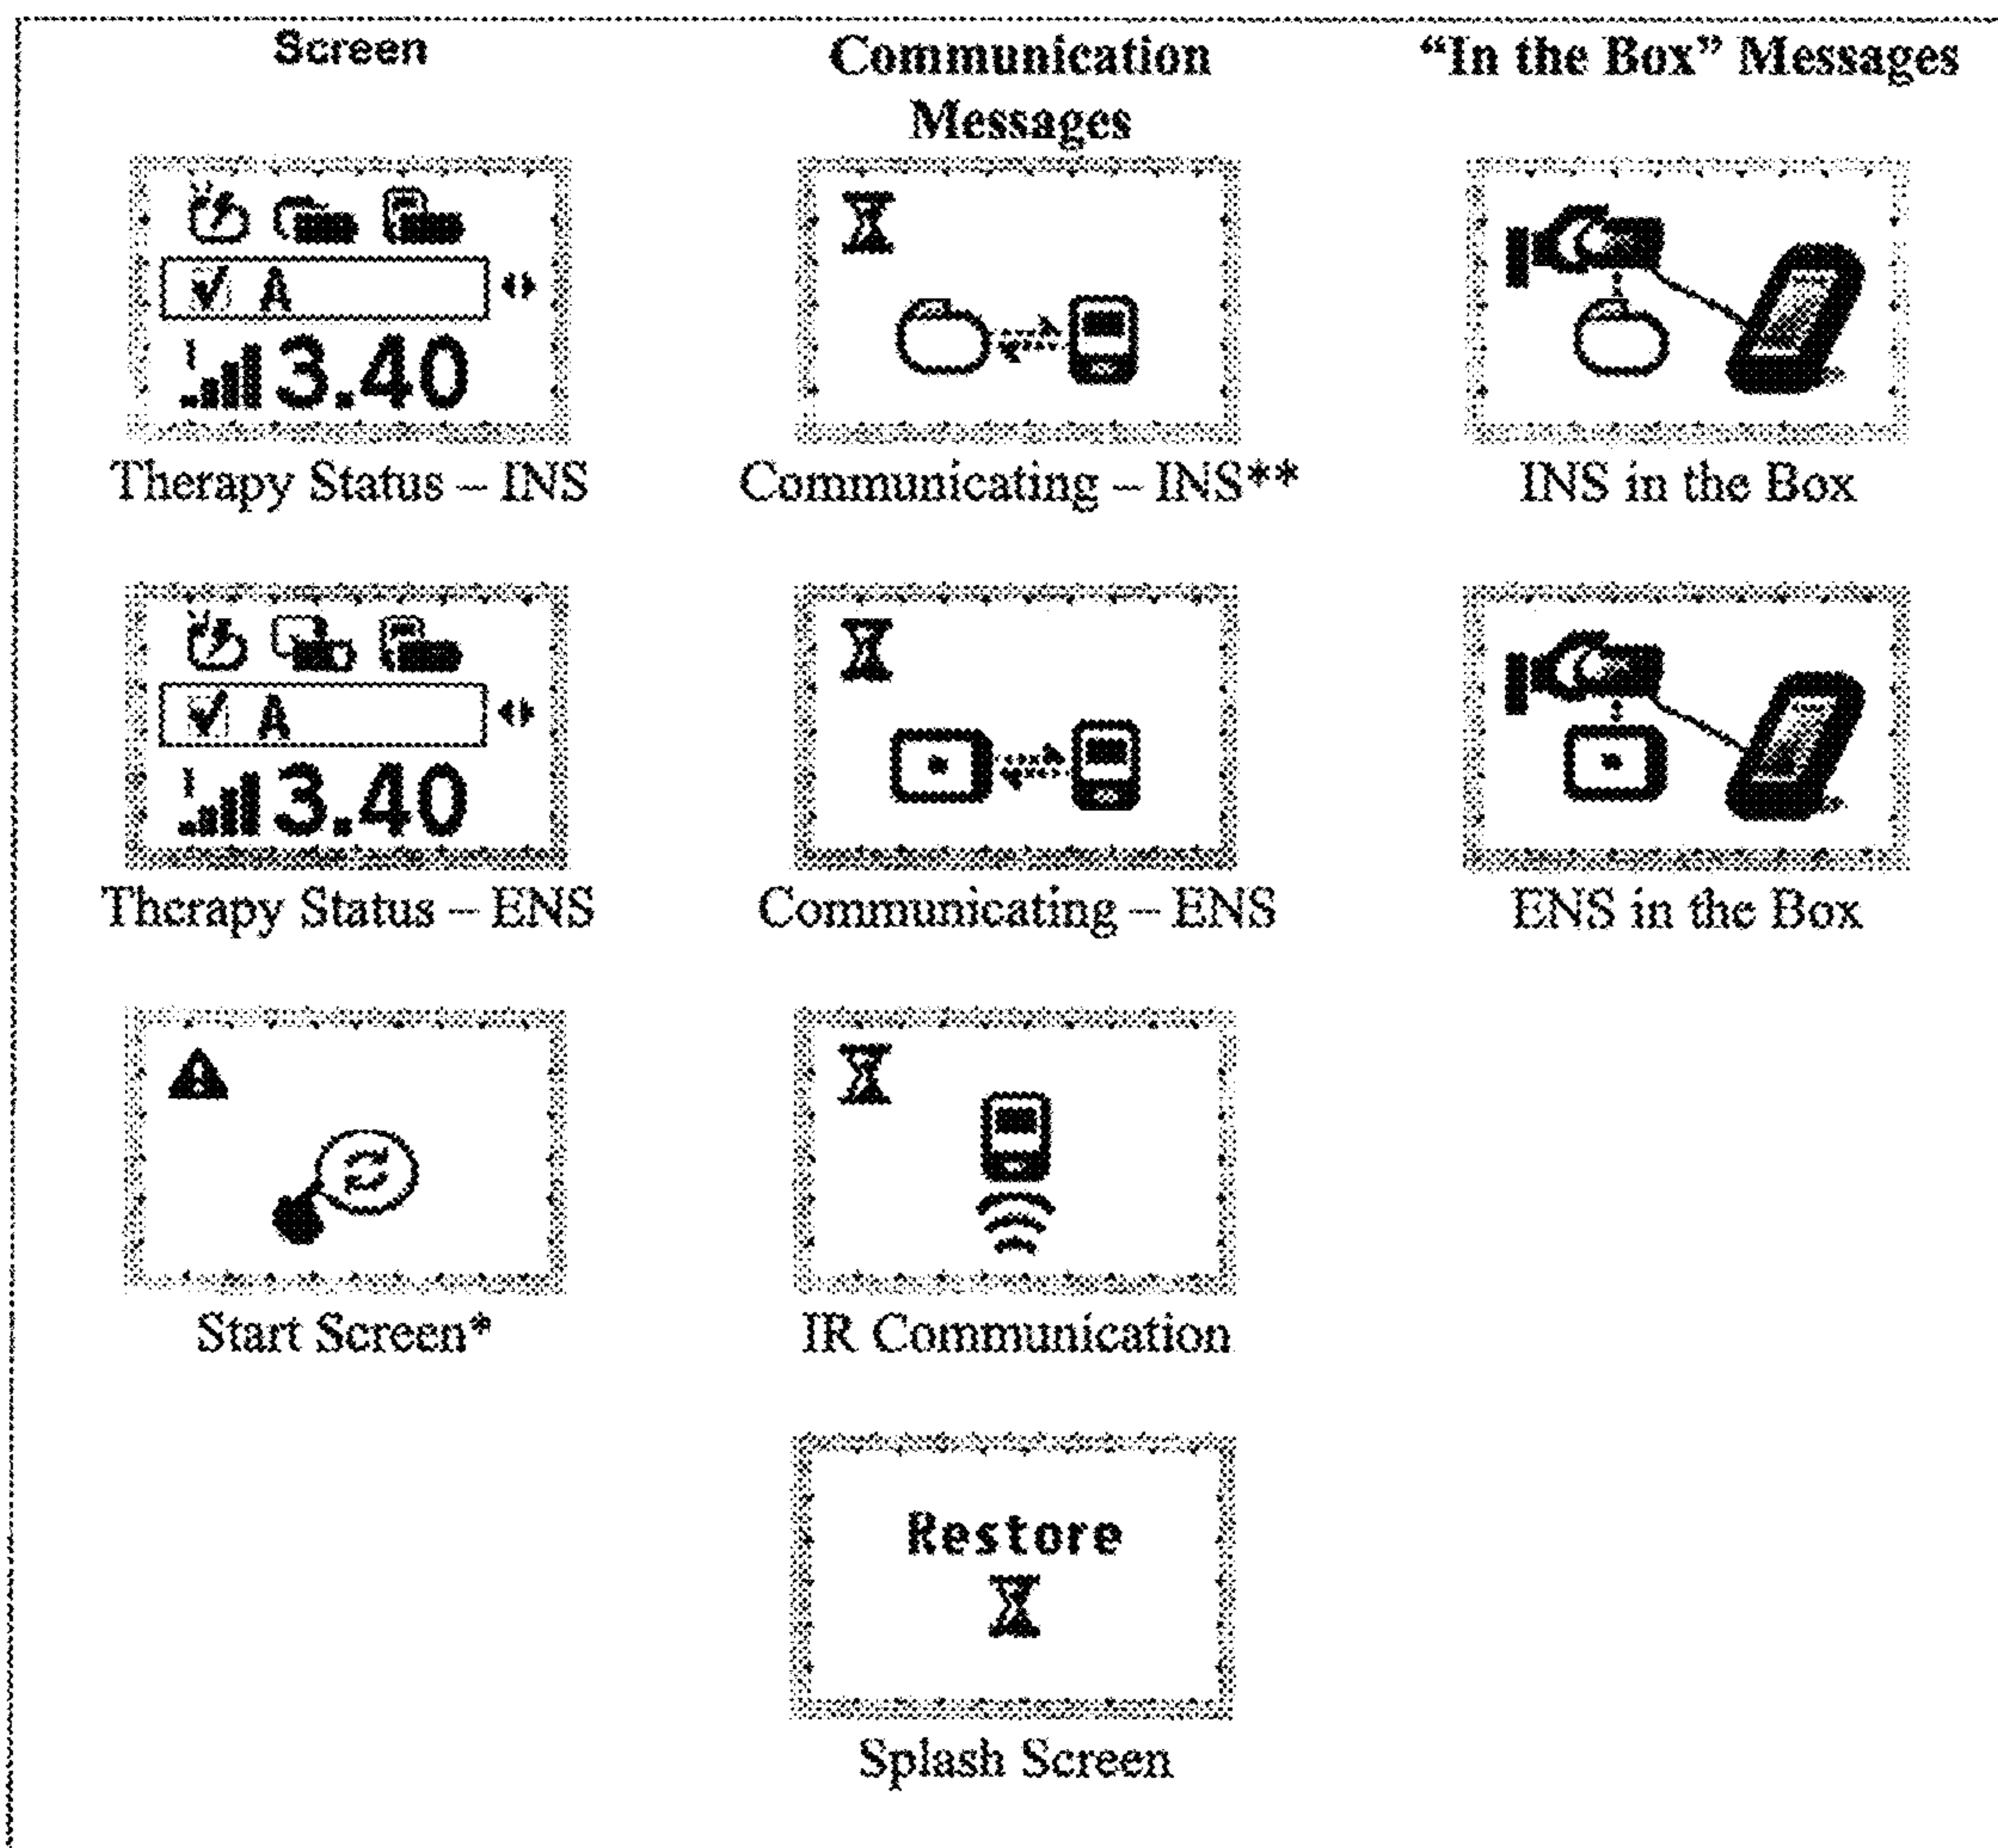 Screen
Communication
Messages
“In the Box” Messages
A
3.40
Therapy Status – INS
Communicating – INS**
INS in the Box
A
3.40
Therapy Status – ENS
Communicating – ENS
ENS in the Box
Start Screen*
IR Communication
Restore
Splash Screen